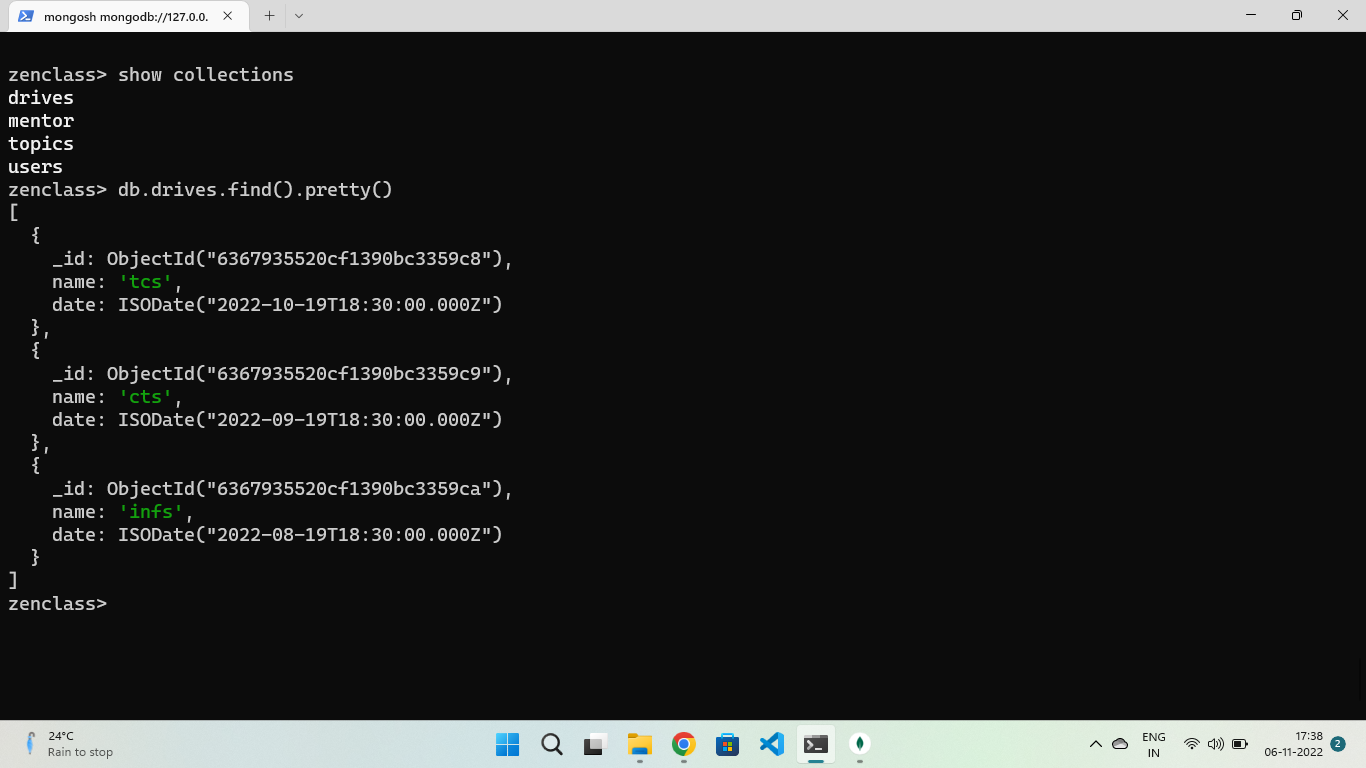 mongosh mongodb://127.0.0.
zenclass> show collections
drives
mentor
topics
users
zenclass> db.drives.find().pretty()
[
  {
    _id: ObjectId("6367935520cf1390bc3359c8"),
    name: 'tcs',
    date: ISODate("2022-10-19T18:30:00.000Z")
  },
  {
    _id: ObjectId("6367935520cf1390bc3359c9"),
    name: 'cts',
    date: ISODate("2022-09-19T18:30:00.000Z")
  },
  {
    _id: ObjectId("6367935520cf1390bc3359ca"),
    name: 'infs',
    date: ISODate("2022-08-19T18:30:00.000Z")
  }
]
zenclass>
24°C
Rain to stop
ENG
IN
17:38
06-11-2022
2